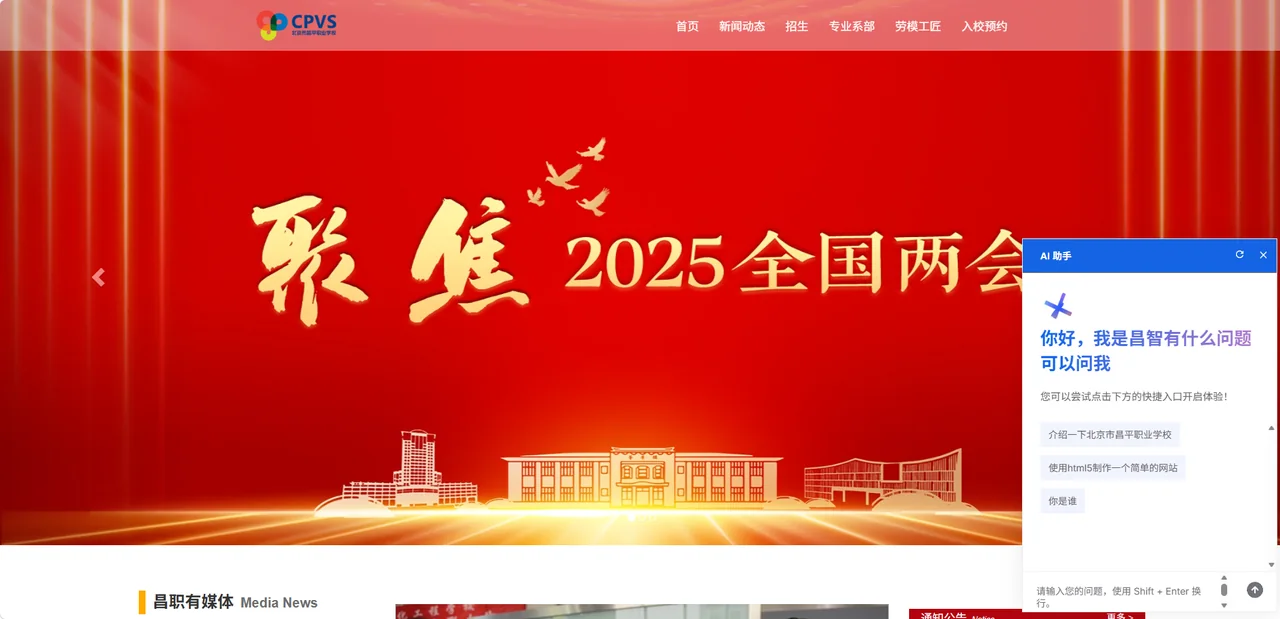 CPVS
北京市昌平职业学校
首页 新闻动态 招生 专业系部 劳模工匠 入校预约
聚焦 2025全国两会
AI 助手
你好，我是昌智有什么问题
可以问我
您可以尝试点击下方的快捷入口开启体验！
介绍一下北京市昌平职业学校
使用html5制作一个简单的网站
你是谁
请输入您的问题，使用 Shift + Enter 换
行。
昌职有媒体 Media News
化工程学校
通知公告 Notice 更多 >